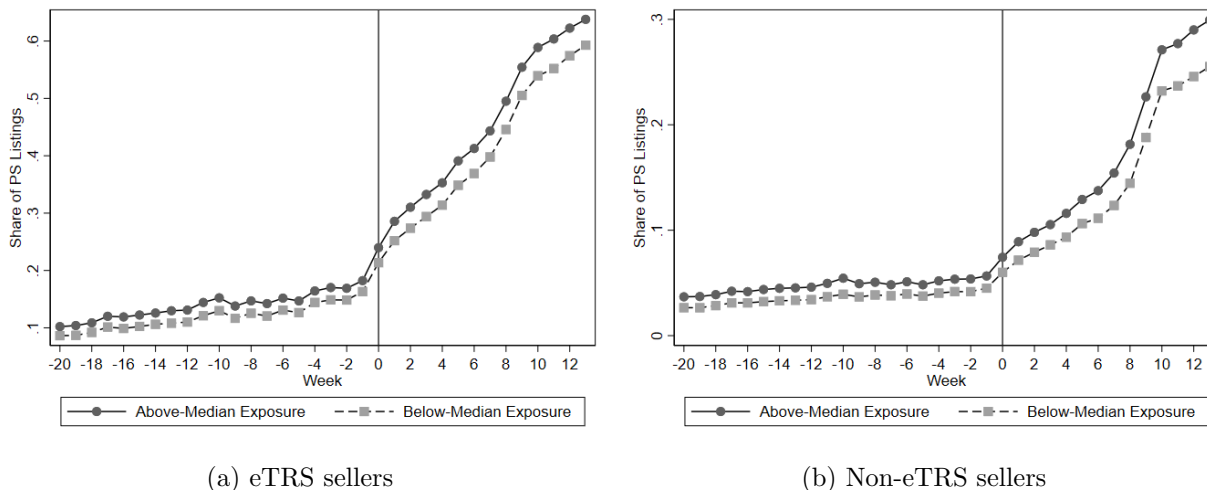 Share of PS Listings
.6
.5
.4
.3
.2
.1
-20 -18 -16 -14 -12 -10 -8 -6 -4 -2 0 2 4 6 8 10 12
Week
Above-Median Exposure Below-Median Exposure
(a) eTRS sellers
Share of PS Listings
.3
.2
.1
0
-20 -18 -16 -14 -12 -10 -8 -6 -4 -2 0 2 4 6 8 10 12
Week
Above-Median Exposure Below-Median Exposure
(b) Non-eTRS sellers